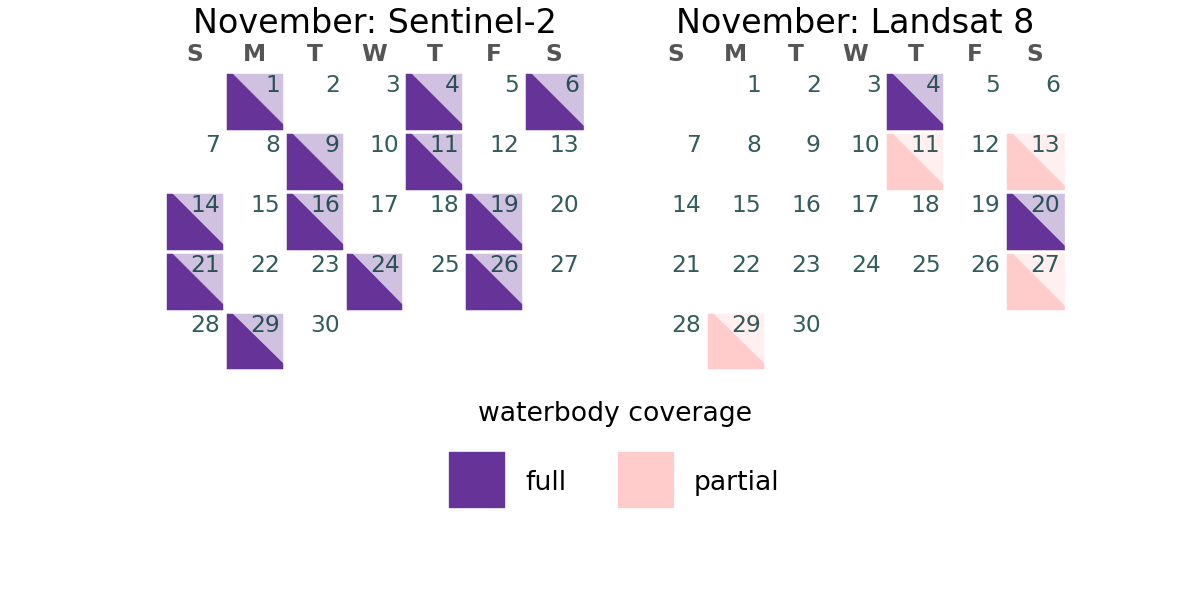 November: Sentinel-2
S M T W T F S
1 2 3 4 5 6
7 8 9 10 11 12 13
14 15 16 17 18 19 20
21 22 23 24 25 26 27
28 29 30
November: Landsat 8
S M T W T F S
1 2 3 4 5 6
7 8 9 10 11 12 13
14 15 16 17 18 19 20
21 22 23 24 25 26 27
28 29 30
waterbody coverage
full partial